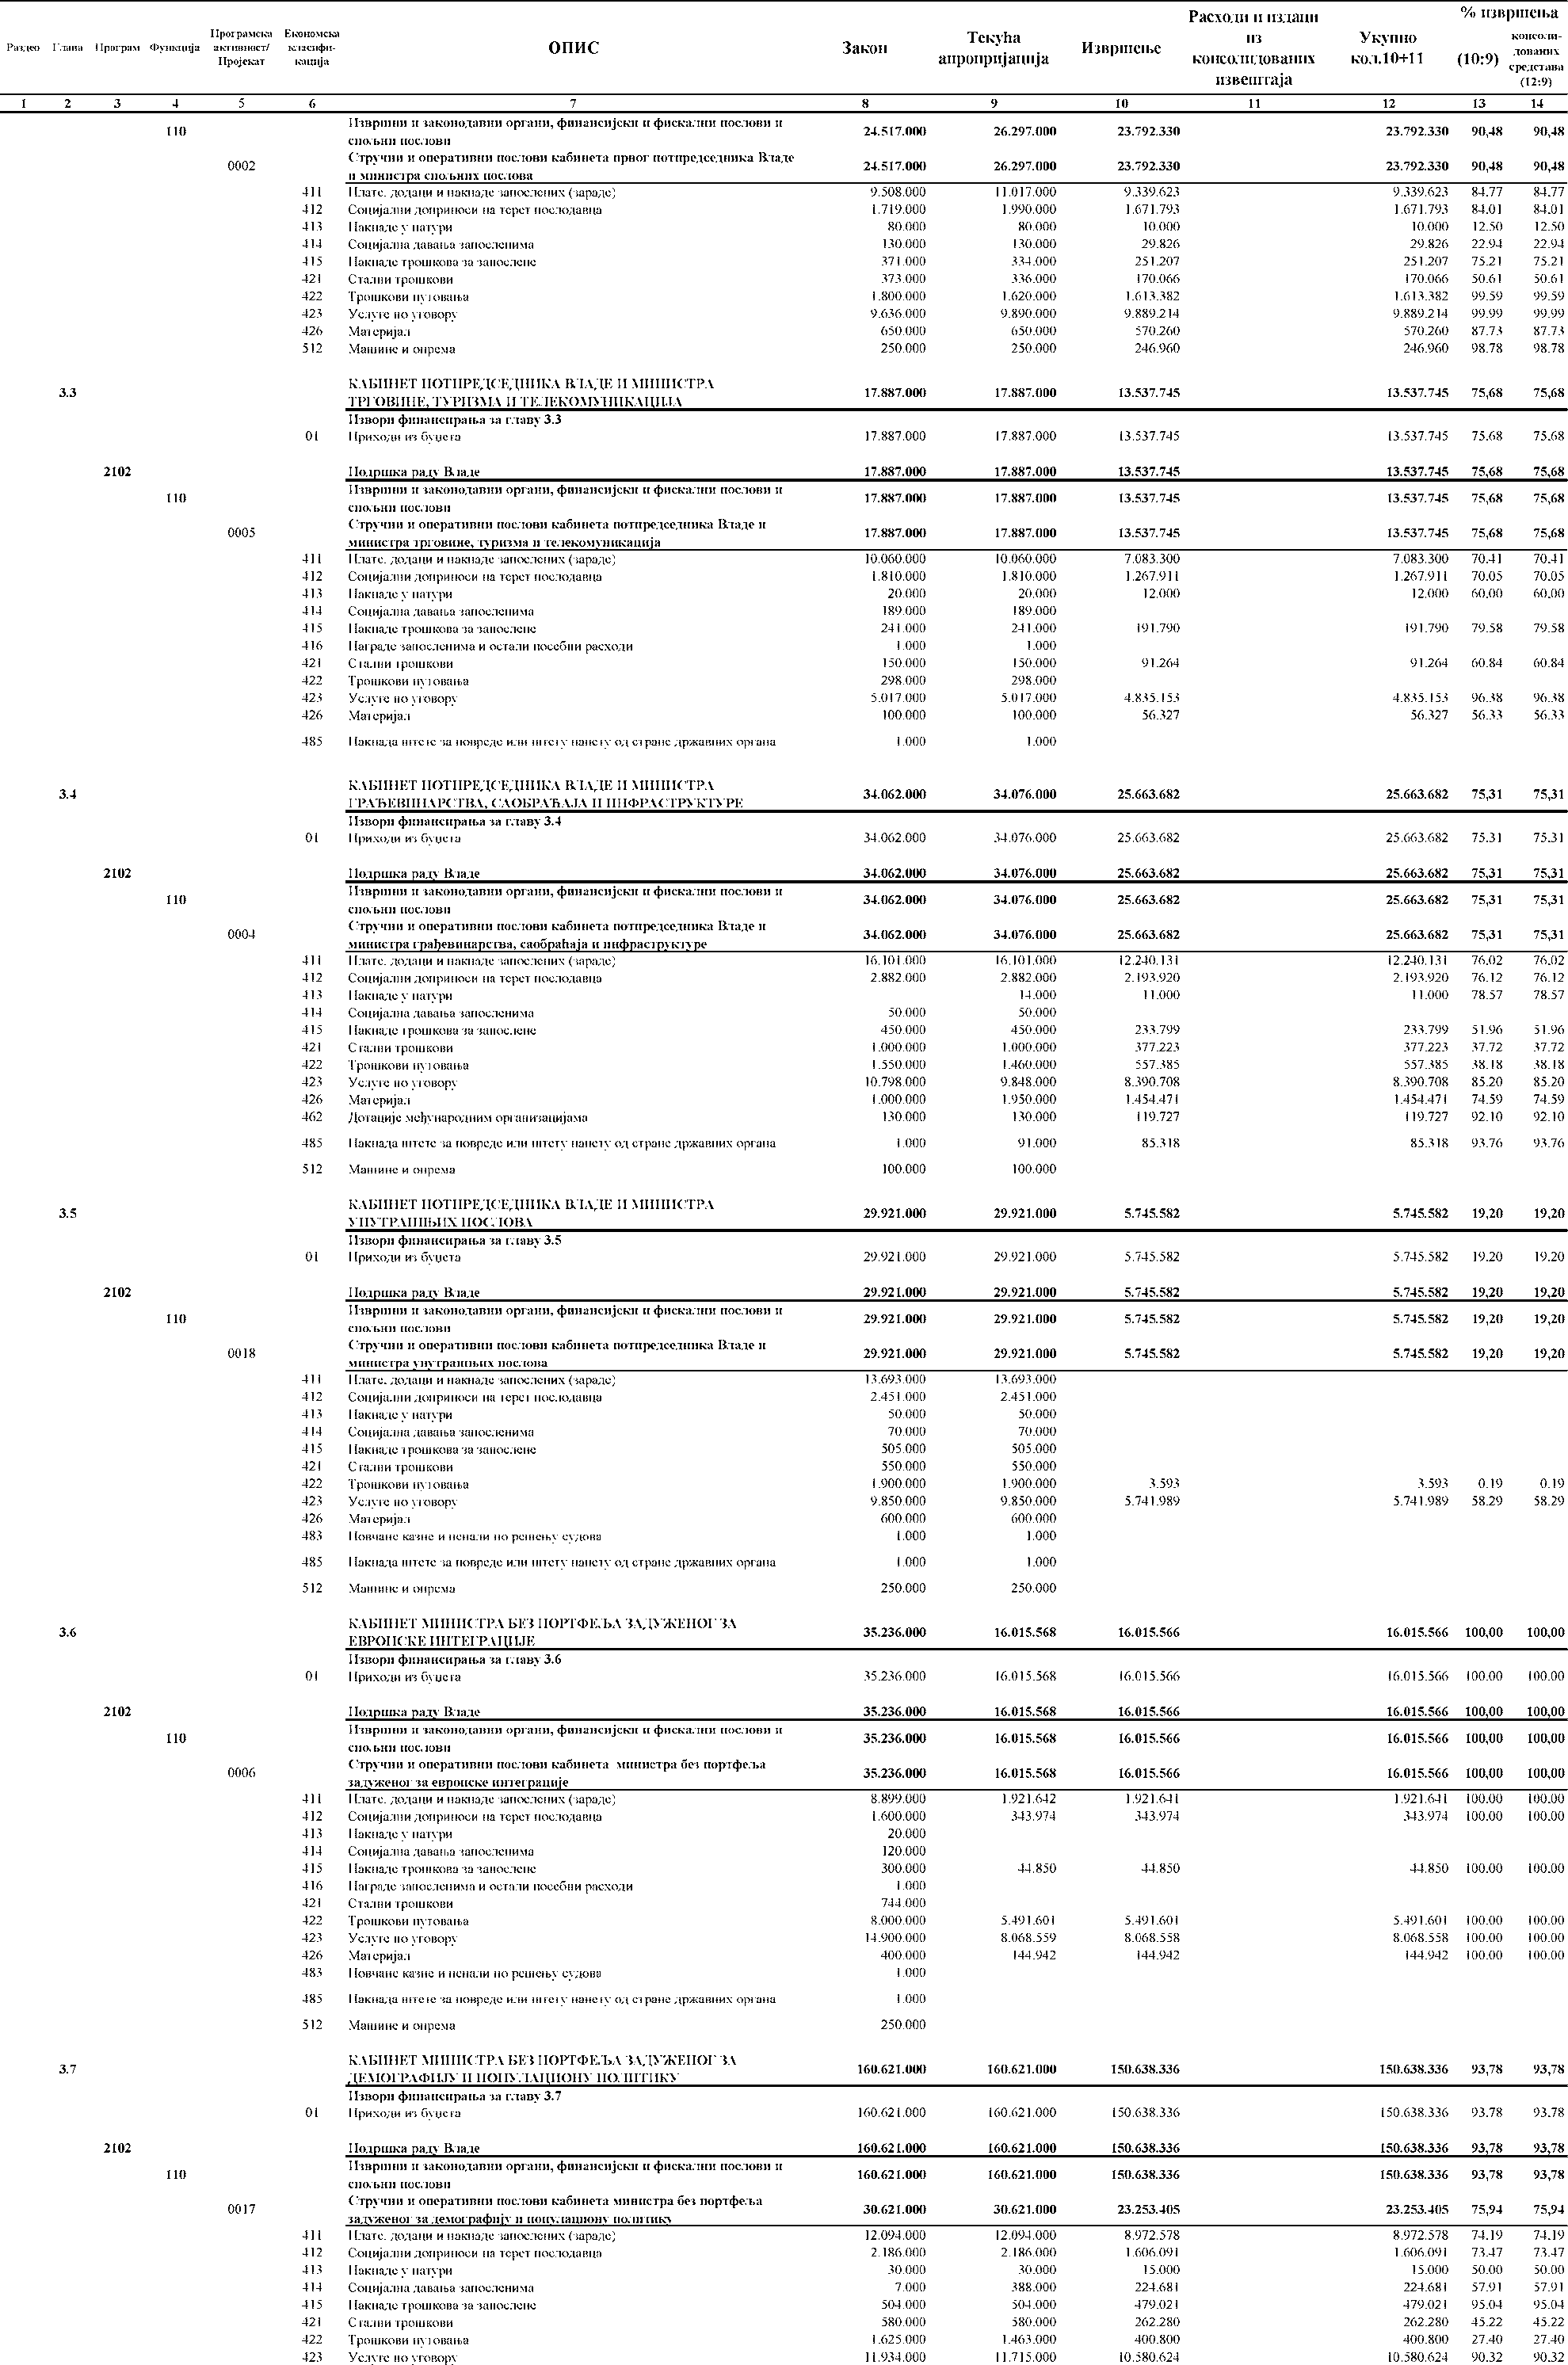 Раздео Глава Програм Функција Програмска активност/ Пројекат Економска класифи-кација ОПИС Закон Текућа апропријација Извршење Расходи и издаци из консолидованих извештаја Укупно кол.10+11 % извршења (10:9) консоли-дованих средстава (12:9)
1 2 3 4 5 6 7 8 9 10 11 12 13 14
110 Извршни и законодавни органи, финансијски и фискални послови и спољни послови 24.517.000 26.297.000 23.792.330 23.792.330 90,48 90,48
0002 Стручни и оперативни послови кабинета првог потпредседника Владе и министра спољних послова 24.517.000 26.297.000 23.792.330 23.792.330 90,48 90,48
411 Плате, додаци и накнаде запослених (зараде) 9.508.000 11.017.000 9.339.623 9.339.623 84,77 84,77
412 Социјални доприноси на терет послодавца 1.719.000 1.990.000 1.671.793 1.671.793 84,01 84,01
413 Накнаде у натури 80.000 80.000 10.000 10.000 12,50 12,50
414 Социјална давања запосленима 130.000 130.000 29.826 29.826 22,94 22,94
415 Накнаде трошкова за запослене 371.000 334.000 251.207 251.207 75,21 75,21
421 Стални трошкови 373.000 336.000 170.066 170.066 50,61 50,61
422 Трошкови путовања 1.800.000 1.620.000 1.613.382 1.613.382 99,59 99,59
423 Услуге по уговору 9.636.000 9.890.000 9.889.214 9.889.214 99,99 99,99
426 Материјал 650.000 650.000 570.260 570.260 87,73 87,73
512 Машине и опрема 250.000 250.000 246.960 246.960 98,78 98,78
3.3 КАБИНЕТ ПОТПРЕДСЕДНИКА ВЛАДЕ И МИНИСТРА ТРГОВИНЕ, ТУРИЗМА И ТЕЛЕКОМУНИКАЦИЈА 17.887.000 17.887.000 13.537.745 13.537.745 75,68 75,68
Извори финансирања за главу 3.3
01 Приходи из буџета 17.887.000 17.887.000 13.537.745 13.537.745 75,68 75,68
2102 Подршка раду Владе 17.887.000 17.887.000 13.537.745 13.537.745 75,68 75,68
110 Извршни и законодавни органи, финансијски и фискални послови и спољни послови 17.887.000 17.887.000 13.537.745 13.537.745 75,68 75,68
0005 Стручни и оперативни послови кабинета потпредседника Владе и министра трговине, туризма и телекомуникација 17.887.000 17.887.000 13.537.745 13.537.745 75,68 75,68
411 Плате, додаци и накнаде запослених (зараде) 10.060.000 10.060.000 7.083.300 7.083.300 70,41 70,41
412 Социјални доприноси на терет послодавца 1.810.000 1.810.000 1.267.911 1.267.911 70,05 70,05
413 Накнаде у натури 20.000 20.000 12.000 12.000 60,00 60,00
414 Социјална давања запосленима 189.000 189.000
415 Накнаде трошкова за запослене 241.000 241.000 191.790 191.790 79,58 79,58
416 Награде запосленима и остали посебни расходи 1.000 1.000
421 Стални трошкови 150.000 150.000 91.264 91.264 60,84 60,84
422 Трошкови путовања 298.000 298.000
423 Услуге по уговору 5.017.000 5.017.000 4.835.153 4.835.153 96,38 96,38
426 Материјал 100.000 100.000 56.327 56.327 56,33 56,33
485 Накнада штете за повреде или штету нанету од стране државних органа 1.000 1.000
3.4 КАБИНЕТ ПОТПРЕДСЕДНИКА ВЛАДЕ И МИНИСТРА ГРАЂЕВИНАРСТВА, САОБРАЋАЈА И ИНФРАСТРУКТУРЕ 34.062.000 34.076.000 25.663.682 25.663.682 75,31 75,31
Извори финансирања за главу 3.4
01 Приходи из буџета 34.062.000 34.076.000 25.663.682 25.663.682 75,31 75,31
2102 Подршка раду Владе 34.062.000 34.076.000 25.663.682 25.663.682 75,31 75,31
110 Извршни и законодавни органи, финансијски и фискални послови и спољни послови 34.062.000 34.076.000 25.663.682 25.663.682 75,31 75,31
0004 Стручни и оперативни послови кабинета потпредседника Владе и министра грађевинарства, саобраћаја и инфраструктуре 34.062.000 34.076.000 25.663.682 25.663.682 75,31 75,31
411 Плате, додаци и накнаде запослених (зараде) 16.101.000 16.101.000 12.240.131 12.240.131 76,02 76,02
412 Социјални доприноси на терет послодавца 2.882.000 2.882.000 2.193.920 2.193.920 76,12 76,12
413 Накнаде у натури 14.000 11.000 11.000 78,57 78,57
414 Социјална давања запосленима 50.000 50.000
415 Накнаде трошкова за запослене 450.000 450.000 233.799 233.799 51,96 51,96
421 Стални трошкови 1.000.000 1.000.000 377.223 377.223 37,72 37,72
422 Трошкови путовања 1.550.000 1.460.000 557.385 557.385 38,18 38,18
423 Услуге по уговору 10.798.000 9.848.000 8.390.708 8.390.708 85,20 85,20
426 Материјал 1.000.000 1.950.000 1.454.471 1.454.471 74,59 74,59
462 Дотације међународним организацијама 130.000 130.000 119.727 119.727 92,10 92,10
485 Накнада штете за повреде или штету нанету од стране државних органа 1.000 91.000 85.318 85.318 93,76 93,76
512 Машине и опрема 100.000 100.000
3.5 КАБИНЕТ ПОТПРЕДСЕДНИКА ВЛАДЕ И МИНИСТРА УНУТРАШЊИХ ПОСЛОВА 29.921.000 29.921.000 5.745.582 5.745.582 19,20 19,20
Извори финансирања за главу 3.5
01 Приходи из буџета 29.921.000 29.921.000 5.745.582 5.745.582 19,20 19,20
2102 Подршка раду Владе 29.921.000 29.921.000 5.745.582 5.745.582 19,20 19,20
110 Извршни и законодавни органи, финансијски и фискални послови и спољни послови 29.921.000 29.921.000 5.745.582 5.745.582 19,20 19,20
0018 Стручни и оперативни послови кабинета потпредседника Владе и министра унутрашњих послова 29.921.000 29.921.000 5.745.582 5.745.582 19,20 19,20
411 Плате, додаци и накнаде запослених (зараде) 13.693.000 13.693.000
412 Социјални доприноси на терет послодавца 2.451.000 2.451.000
413 Накнаде у натури 50.000 50.000
414 Социјална давања запосленима 70.000 70.000
415 Накнаде трошкова за запослене 505.000 505.000
421 Стални трошкови 550.000 550.000
422 Трошкови путовања 1.900.000 1.900.000 3.593 3.593 0,19 0,19
423 Услуге по уговору 9.850.000 9.850.000 5.741.989 5.741.989 58,29 58,29
426 Материјал 600.000 600.000
483 Новчане казне и пенали по решењу судова 1.000 1.000
485 Накнада штете за повреде или штету нанету од стране државних органа 1.000 1.000
512 Машине и опрема 250.000 250.000
3.6 КАБИНЕТ МИНИСТРА БЕЗ ПОРТФЕЉА ЗАДУЖЕНОГ ЗА ЕВРОПСКЕ ИНТЕГРАЦИЈЕ 35.236.000 16.015.568 16.015.566 16.015.566 100,00 100,00
Извори финансирања за главу 3.6
01 Приходи из буџета 35.236.000 16.015.568 16.015.566 16.015.566 100,00 100,00
2102 Подршка раду Владе 35.236.000 16.015.568 16.015.566 16.015.566 100,00 100,00
110 Извршни и законодавни органи, финансијски и фискални послови и спољни послови 35.236.000 16.015.568 16.015.566 16.015.566 100,00 100,00
0006 Стручни и оперативни послови кабинета министра без портфеља задуженог за европске интеграције 35.236.000 16.015.568 16.015.566 16.015.566 100,00 100,00
411 Плате, додаци и накнаде запослених (зараде) 8.899.000 1.921.642 1.921.641 1.921.641 100,00 100,00
412 Социјални доприноси на терет послодавца 1.600.000 343.974 343.974 343.974 100,00 100,00
413 Накнаде у натури 20.000
414 Социјална давања запосленима 120.000
415 Накнаде трошкова за запослене 300.000 44.850 44.850 44.850 100,00 100,00
416 Награде запосленима и остали посебни расходи 1.000
421 Стални трошкови 744.000
422 Трошкови путовања 8.000.000 5.491.601 5.491.601 5.491.601 100,00 100,00
423 Услуге по уговору 14.900.000 8.068.559 8.068.558 8.068.558 100,00 100,00
426 Материјал 400.000 144.942 144.942 144.942 100,00 100,00
483 Новчане казне и пенали по решењу судова 1.000
485 Накнада штете за повреде или штету нанету од стране државних органа 1.000
512 Машине и опрема 250.000
3.7 КАБИНЕТ МИНИСТРА БЕЗ ПОРТФЕЉА ЗАДУЖЕНОГ ЗА ДЕМОГРАФИЈУ И ПОПУЛАЦИОНУ ПОЛИТИКУ 160.621.000 160.621.000 150.638.336 150.638.336 93,78 93,78
Извори финансирања за главу 3.7
01 Приходи из буџета 160.621.000 160.621.000 150.638.336 150.638.336 93,78 93,78
2102 Подршка раду Владе 160.621.000 160.621.000 150.638.336 150.638.336 93,78 93,78
110 Извршни и законодавни органи, финансијски и фискални послови и спољни послови 160.621.000 160.621.000 150.638.336 150.638.336 93,78 93,78
0017 Стручни и оперативни послови кабинета министра без портфеља задуженог за демографију и популациону политику 30.621.000 30.621.000 23.253.405 23.253.405 75,94 75,94
411 Плате, додаци и накнаде запослених (зараде) 12.094.000 12.094.000 8.972.578 8.972.578 74,19 74,19
412 Социјални доприноси на терет послодавца 2.186.000 2.186.000 1.606.091 1.606.091 73,47 73,47
413 Накнаде у натури 30.000 30.000 15.000 15.000 50,00 50,00
414 Социјална давања запосленима 7.000 388.000 224.681 224.681 57,91 57,91
415 Накнаде трошкова за запослене 504.000 504.000 479.021 479.021 95,04 95,04
421 Стални трошкови 580.000 580.000 262.280 262.280 45,22 45,22
422 Трошкови путовања 1.625.000 1.463.000 400.800 400.800 27,40 27,40
423 Услуге по уговору 11.934.000 11.715.000 10.580.624 10.580.624 90,32 90,32